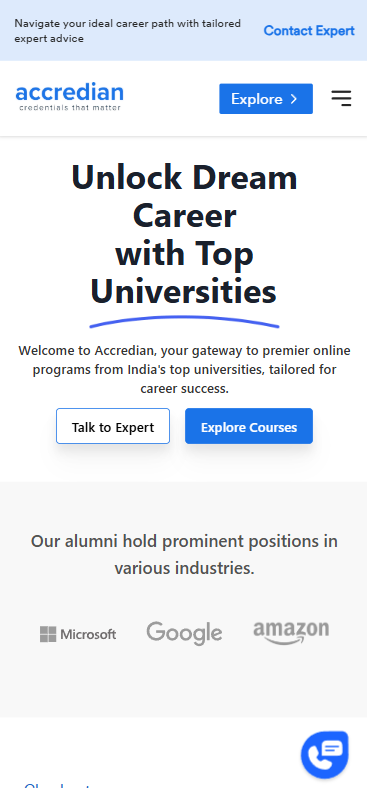 Navigate your ideal career path with tailored
expert advice
Contact Expert
accredian
credentials that matter
Explore
Unlock Dream
Career
with Top
Universities
Welcome to Accredian, your gateway to premier online
programs from India's top universities, tailored for
career success.
Talk to Expert
Explore Courses
Our alumni hold prominent positions in
various industries.
Microsoft
Google
amazon